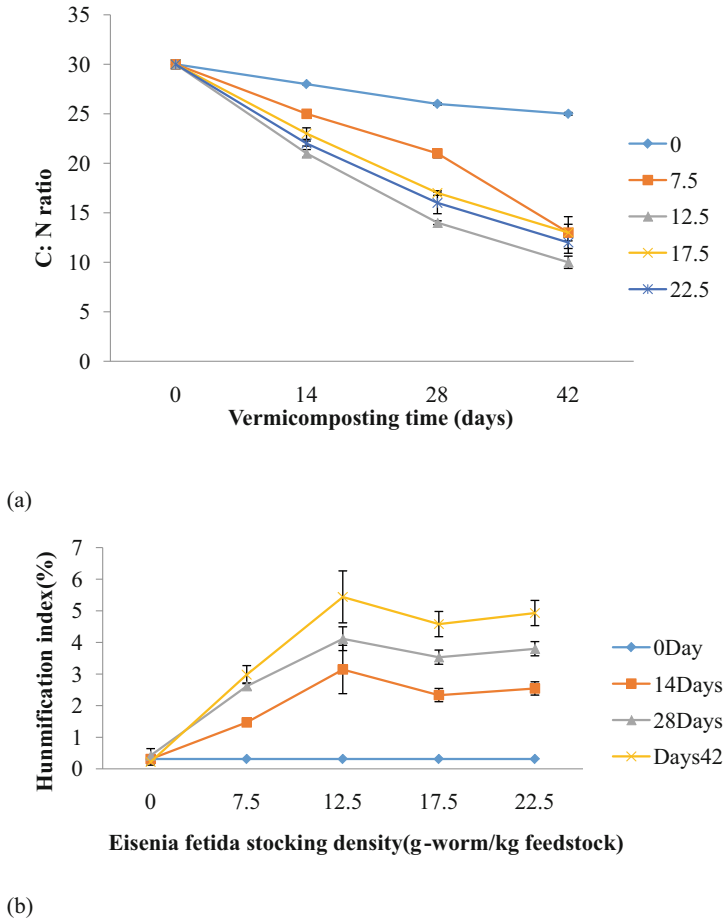 35
30
25
20
15
10
5
0
C: N ratio
0 14 28 42
Vermicomposting time (days)
0
7.5
12.5
17.5
22.5
(a)
7
6
5
4
3
2
1
0
Hunmification index(%)
0 7.5 12.5 17.5 22.5
Eisenia fetida stocking density(g-worm/kg feedstock)
0Day
14Days
28Days
Days42
(b)